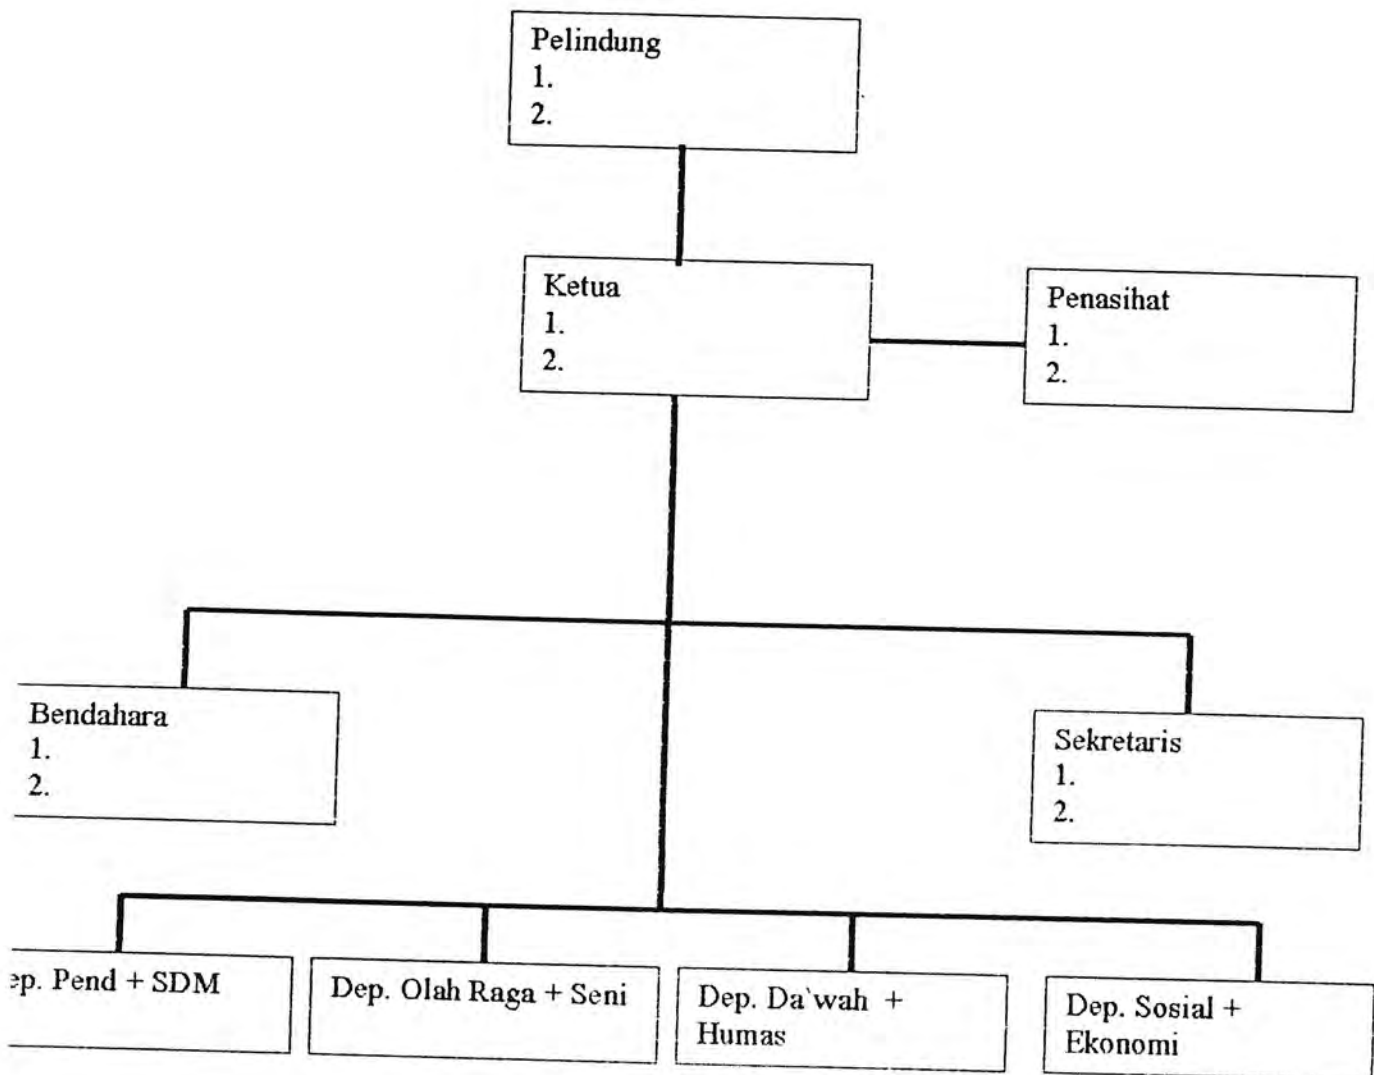 Pelindung
1.
2.
Ketua
1.
2.
Penasihat
1.
2.
Bendahara
1.
2.
Sekretaris
1.
2.
ep. Pend + SDM
Dep. Olah Raga + Seni
Dep. Da`wah +
Humas
Dep. Sosial +
Ekonomi